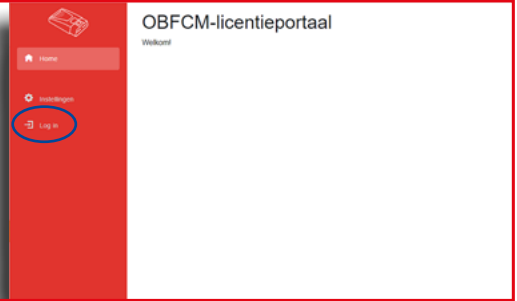 OBFCM-licentieportaal
Welkom!
Home
Instellingen
Log in